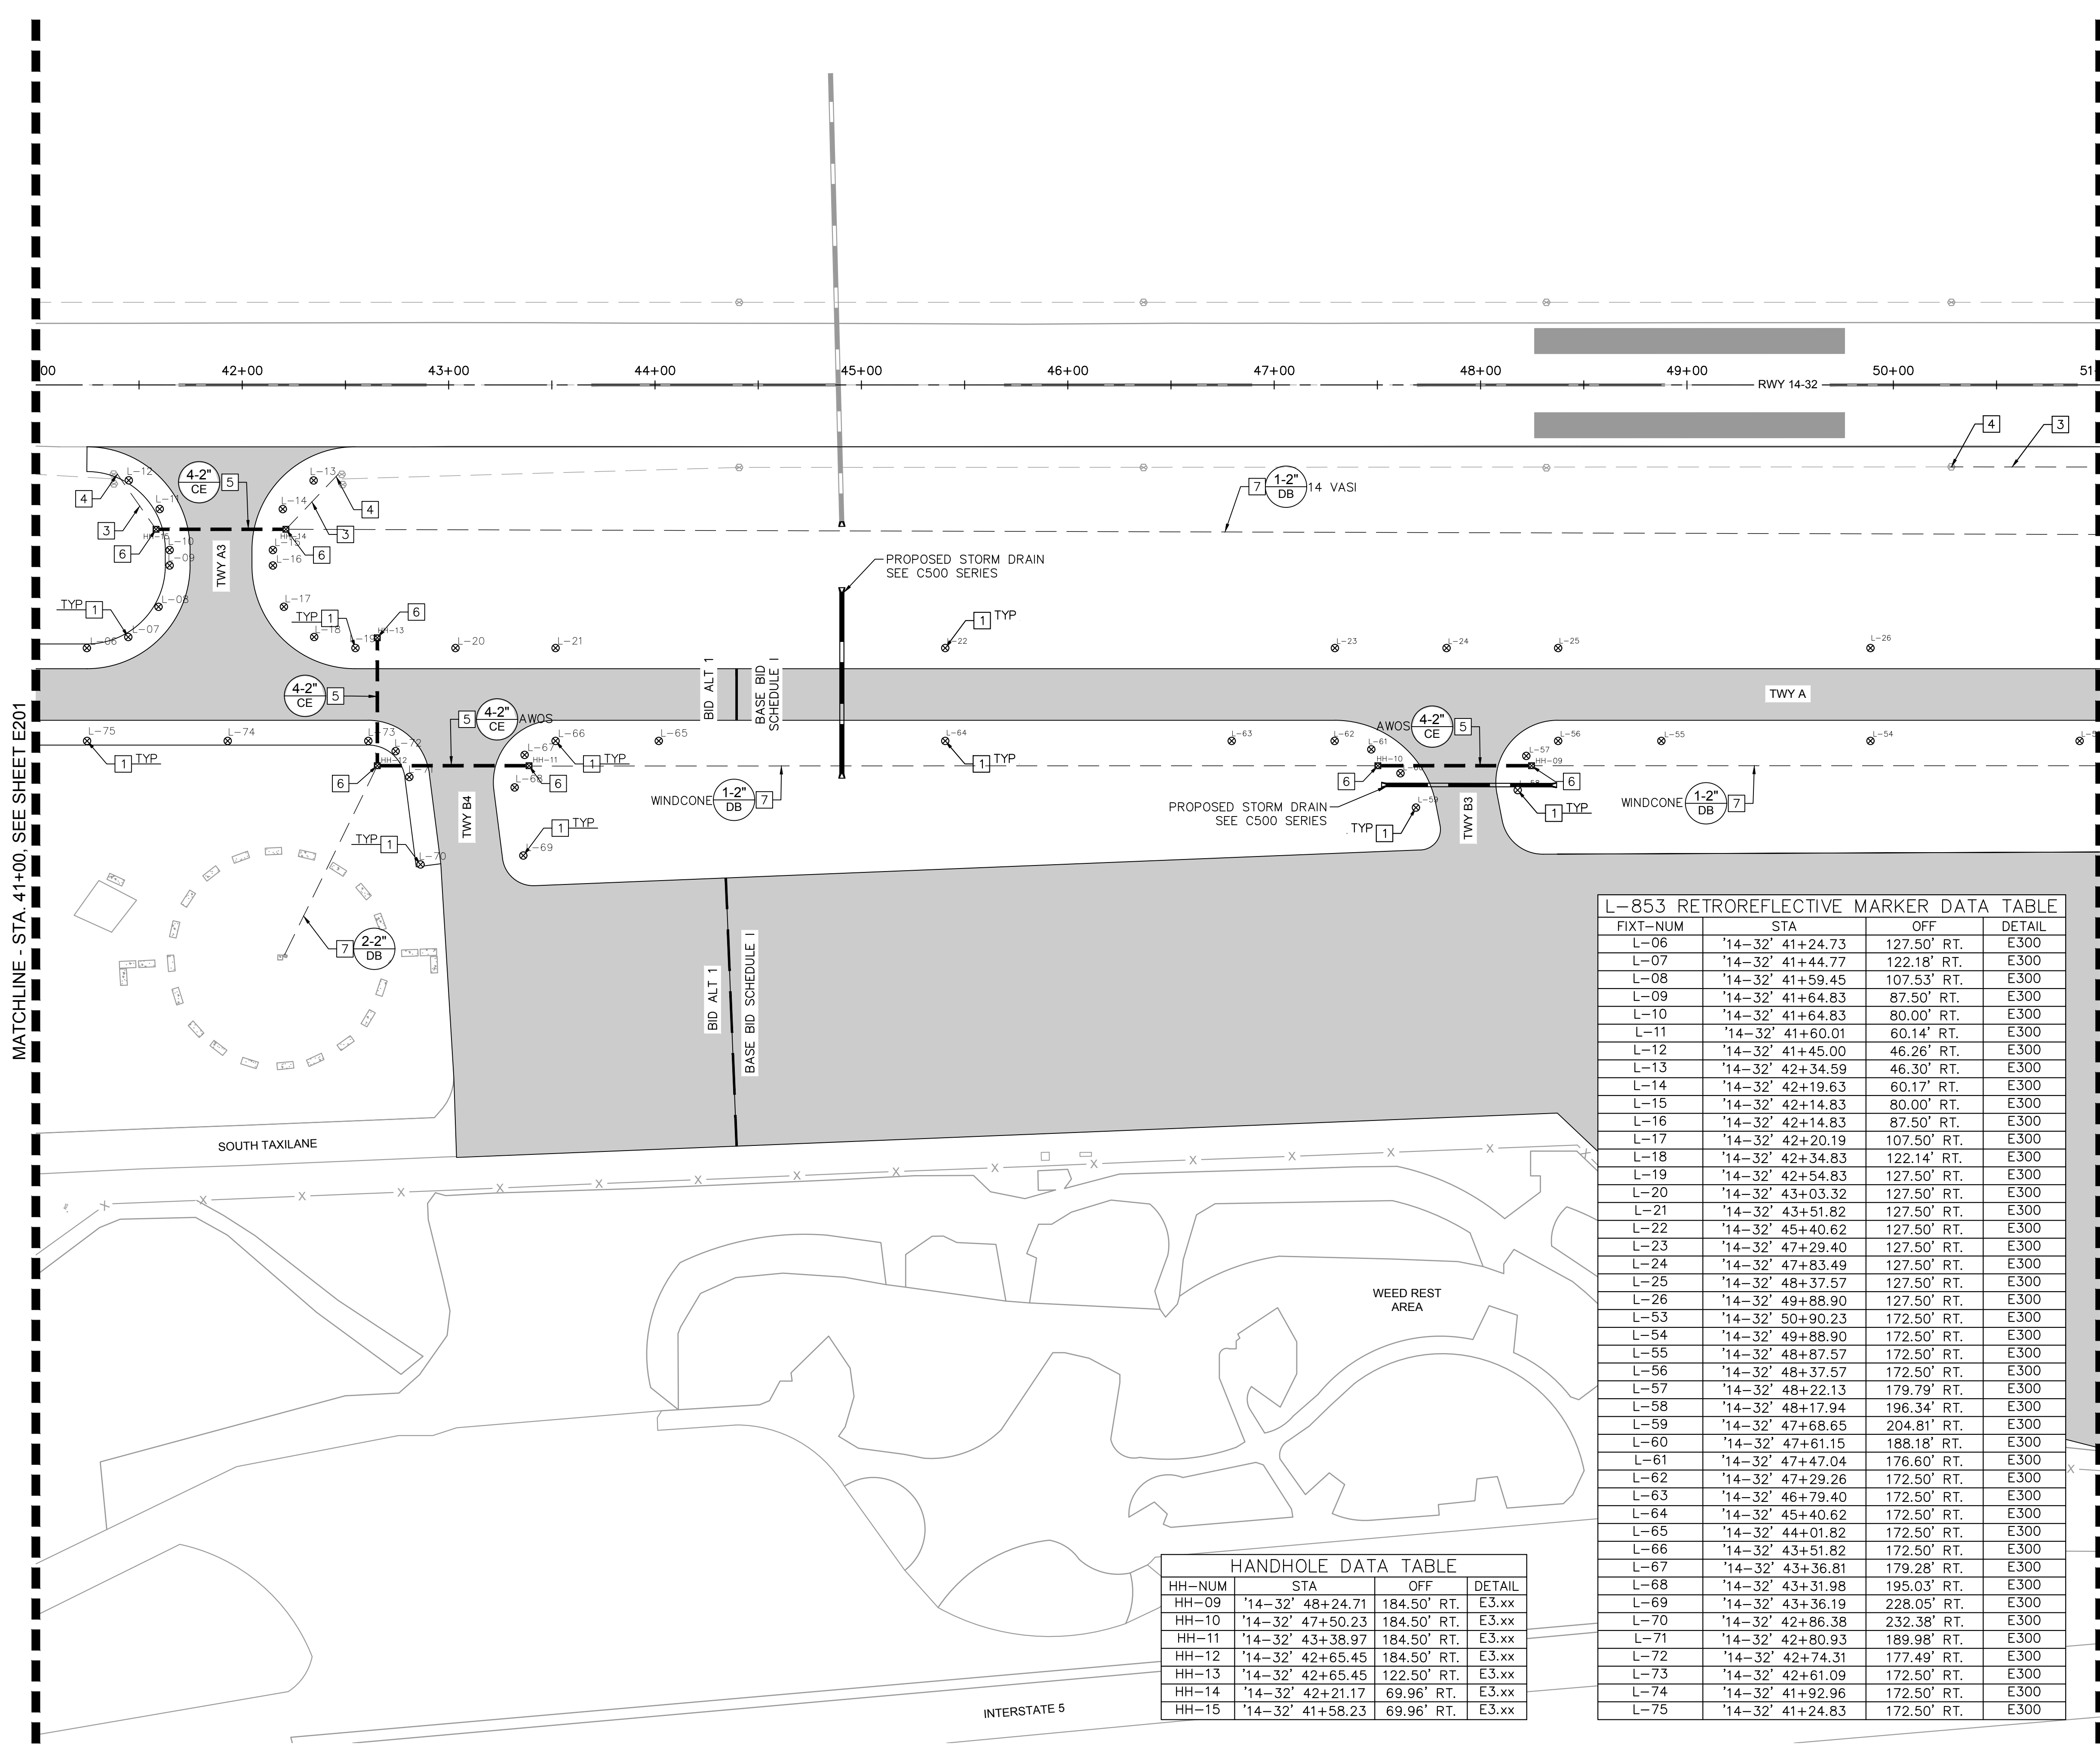 MATCHLINE - STA. 41+00, SEE SHEET E201
00 42+00 43+00 44+00 45+00 46+00 47+00 48+00 49+00 50+00 51
RWY 14-32
4 3
L-12 4-2" CE 5 L-13
4 L-11 L-14 4
3 HH-15 HH-14 3
6 L-10 L-15 6
L-09 L-16
TWY A3
7 1-2" DB 14 VASI
PROPOSED STORM DRAIN
SEE C500 SERIES
TYP 1 L-08 L-17
L-06 L-07 TYP 1 L-18 L-19 HH-13 6
L-20 L-21 L-22 1 TYP L-23 L-24 L-25 L-26
4-2" CE 5
BID ALT 1
BASE BID
SCHEDULE I
TWY A
5 4-2" CE AWOS
AWOS 4-2" CE 5
L-75 L-74 L-73 L-72 L-67 L-66 L-65 L-64 L-63 L-62 L-61 L-57 L-56 L-55 L-54 L-5
1 TYP HH-12 HH-11 1 TYP 1 TYP HH-10 HH-09
6 L-71 L-68 6 6 L-60 L-58 6
WINDCONE 1-2" DB 7
PROPOSED STORM DRAIN
SEE C500 SERIES
L-59 1 TYP
WINDCONE 1-2" DB 7
TWY B4
1 TYP
TYP 1
TWY B3
TYP 1 L-70 L-69
7 2-2" DB
BID ALT 1
BASE BID SCHEDULE I
SOUTH TAXILANE
X X X X X X X X X X X X X X X X X
WEED REST
AREA
INTERSTATE 5
L-853 RETROREFLECTIVE MARKER DATA TABLE
FIXT-NUM STA OFF DETAIL
L-06 '14-32' 41+24.73 127.50' RT. E300
L-07 '14-32' 41+44.77 122.18' RT. E300
L-08 '14-32' 41+59.45 107.53' RT. E300
L-09 '14-32' 41+64.83 87.50' RT. E300
L-10 '14-32' 41+64.83 80.00' RT. E300
L-11 '14-32' 41+60.01 60.14' RT. E300
L-12 '14-32' 41+45.00 46.26' RT. E300
L-13 '14-32' 42+34.59 46.30' RT. E300
L-14 '14-32' 42+19.63 60.17' RT. E300
L-15 '14-32' 42+14.83 80.00' RT. E300
L-16 '14-32' 42+14.83 87.50' RT. E300
L-17 '14-32' 42+20.19 107.50' RT. E300
L-18 '14-32' 42+34.83 122.14' RT. E300
L-19 '14-32' 42+54.83 127.50' RT. E300
L-20 '14-32' 43+03.32 127.50' RT. E300
L-21 '14-32' 43+51.82 127.50' RT. E300
L-22 '14-32' 45+40.62 127.50' RT. E300
L-23 '14-32' 47+29.40 127.50' RT. E300
L-24 '14-32' 47+83.49 127.50' RT. E300
L-25 '14-32' 48+37.57 127.50' RT. E300
L-26 '14-32' 49+88.90 127.50' RT. E300
L-53 '14-32' 50+90.23 172.50' RT. E300
L-54 '14-32' 49+88.90 172.50' RT. E300
L-55 '14-32' 48+87.57 172.50' RT. E300
L-56 '14-32' 48+37.57 172.50' RT. E300
L-57 '14-32' 48+22.13 179.79' RT. E300
L-58 '14-32' 48+17.94 196.34' RT. E300
L-59 '14-32' 47+68.65 204.81' RT. E300
L-60 '14-32' 47+61.15 188.18' RT. E300
L-61 '14-32' 47+47.04 176.60' RT. E300
L-62 '14-32' 47+29.26 172.50' RT. E300
L-63 '14-32' 46+79.40 172.50' RT. E300
L-64 '14-32' 45+40.62 172.50' RT. E300
L-65 '14-32' 44+01.82 172.50' RT. E300
L-66 '14-32' 43+51.82 172.50' RT. E300
L-67 '14-32' 43+36.81 179.28' RT. E300
L-68 '14-32' 43+31.98 195.03' RT. E300
L-69 '14-32' 43+36.19 228.05' RT. E300
L-70 '14-32' 42+86.38 232.38' RT. E300
L-71 '14-32' 42+80.93 189.98' RT. E300
L-72 '14-32' 42+74.31 177.49' RT. E300
L-73 '14-32' 42+61.09 172.50' RT. E300
L-74 '14-32' 41+92.96 172.50' RT. E300
L-75 '14-32' 41+24.83 172.50' RT. E300
HANDHOLE DATA TABLE
HH-NUM STA OFF DETAIL
HH-09 '14-32' 48+24.71 184.50' RT. E3.xx
HH-10 '14-32' 47+50.23 184.50' RT. E3.xx
HH-11 '14-32' 43+38.97 184.50' RT. E3.xx
HH-12 '14-32' 42+65.45 184.50' RT. E3.xx
HH-13 '14-32' 42+65.45 122.50' RT. E3.xx
HH-14 '14-32' 42+21.17 69.96' RT. E3.xx
HH-15 '14-32' 41+58.23 69.96' RT. E3.xx